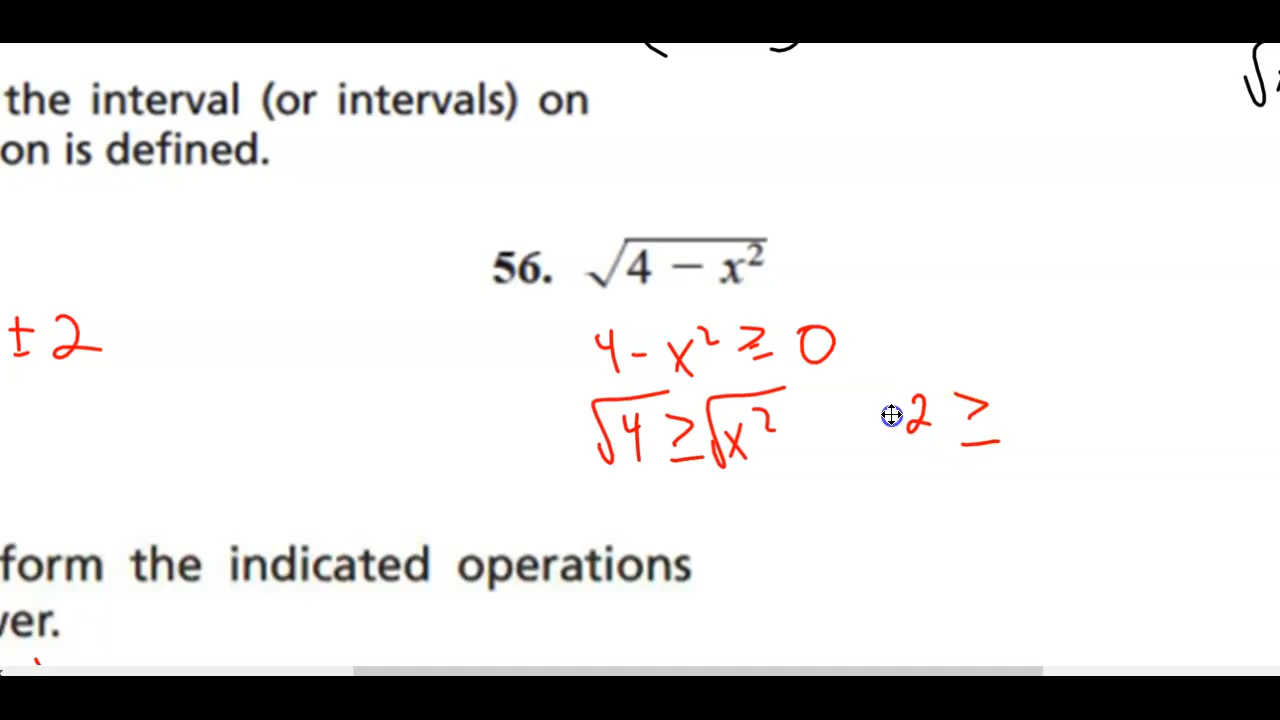 the interval (or intervals) on
on is defined.
56. √4 − x²
± 2
4 - x² ≥ 0
√4 ≥ √x² 2 ≥
form the indicated operations
ver.